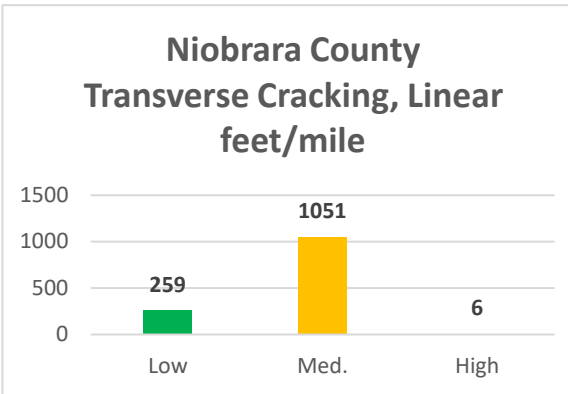 Niobrara County
Transverse Cracking, Linear
feet/mile
1500
1000
500
0
259
1051
6
Low
Med.
High